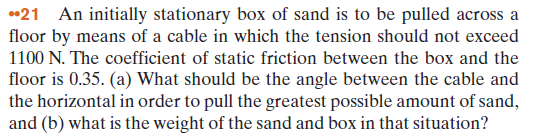 ••21 An initially stationary box of sand is to be pulled across a
floor by means of a cable in which the tension should not exceed
1100 N. The coefficient of static friction between the box and the
floor is 0.35. (a) What should be the angle between the cable and
the horizontal in order to pull the greatest possible amount of sand,
and (b) what is the weight of the sand and box in that situation?